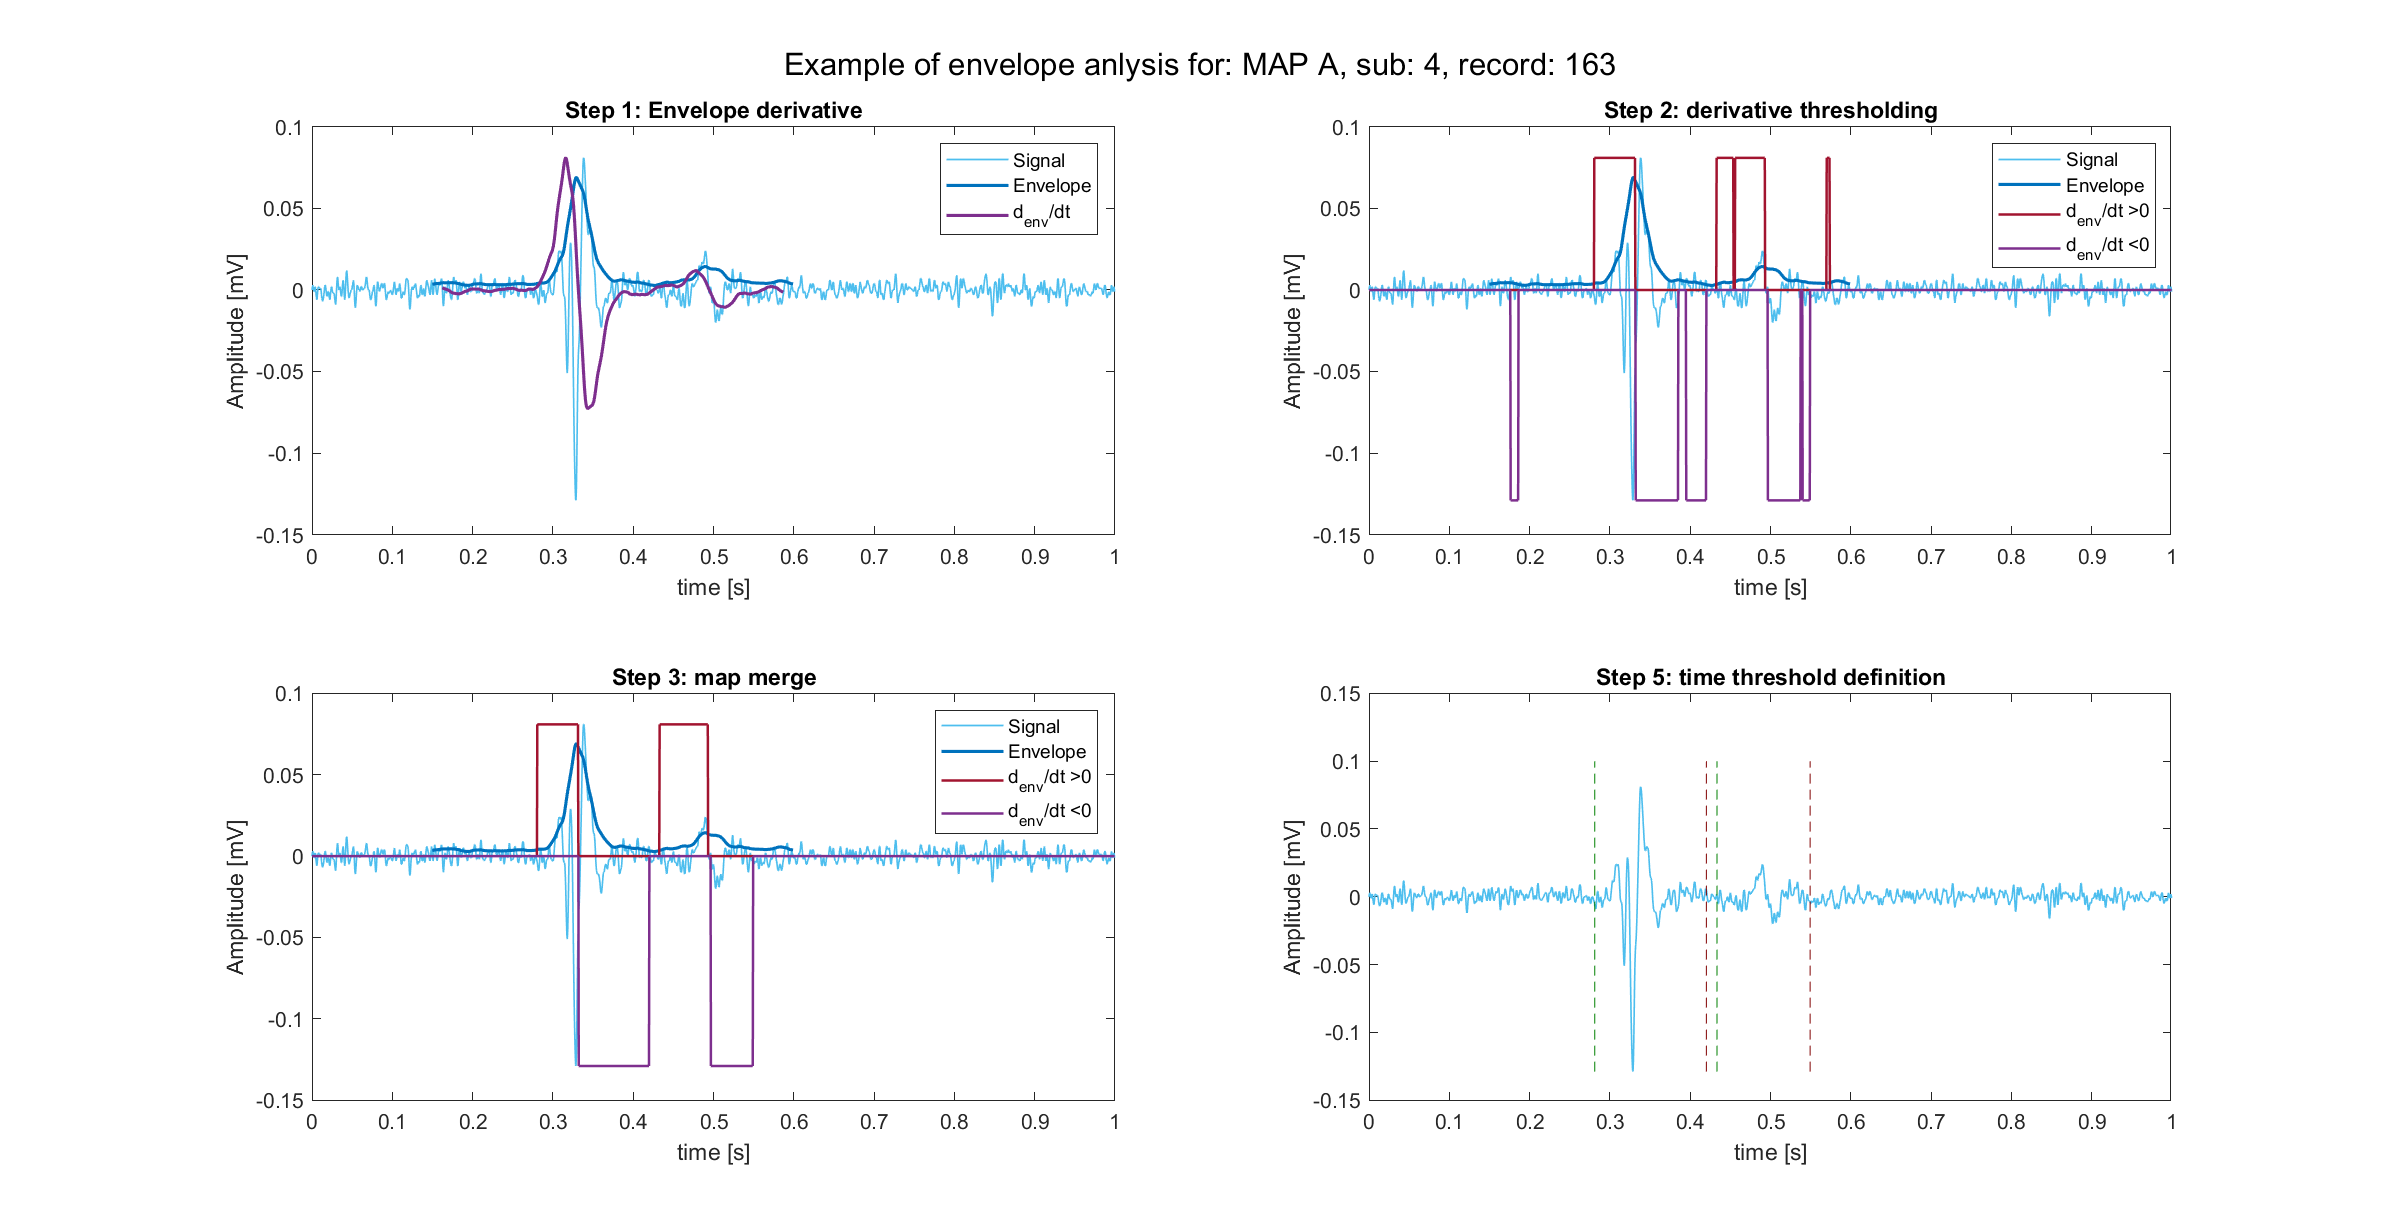 Example of envelope anlysis for: MAP A, sub: 4, record: 163
Step 1: Envelope derivative
0.1
0.05
0
-0.05
-0.1
-0.15
Amplitude [mV]
0 0.1 0.2 0.3 0.4 0.5 0.6 0.7 0.8 0.9 1
time [s]
Signal
Envelope
d_env/dt
Step 2: derivative thresholding
0.1
0.05
0
-0.05
-0.1
-0.15
Amplitude [mV]
0 0.1 0.2 0.3 0.4 0.5 0.6 0.7 0.8 0.9 1
time [s]
Signal
Envelope
d_env/dt >0
d_env/dt <0
Step 3: map merge
0.1
0.05
0
-0.05
-0.1
-0.15
Amplitude [mV]
0 0.1 0.2 0.3 0.4 0.5 0.6 0.7 0.8 0.9 1
time [s]
Signal
Envelope
d_env/dt >0
d_env/dt <0
Step 5: time threshold definition
0.15
0.1
0.05
0
-0.05
-0.1
-0.15
Amplitude [mV]
0 0.1 0.2 0.3 0.4 0.5 0.6 0.7 0.8 0.9 1
time [s]